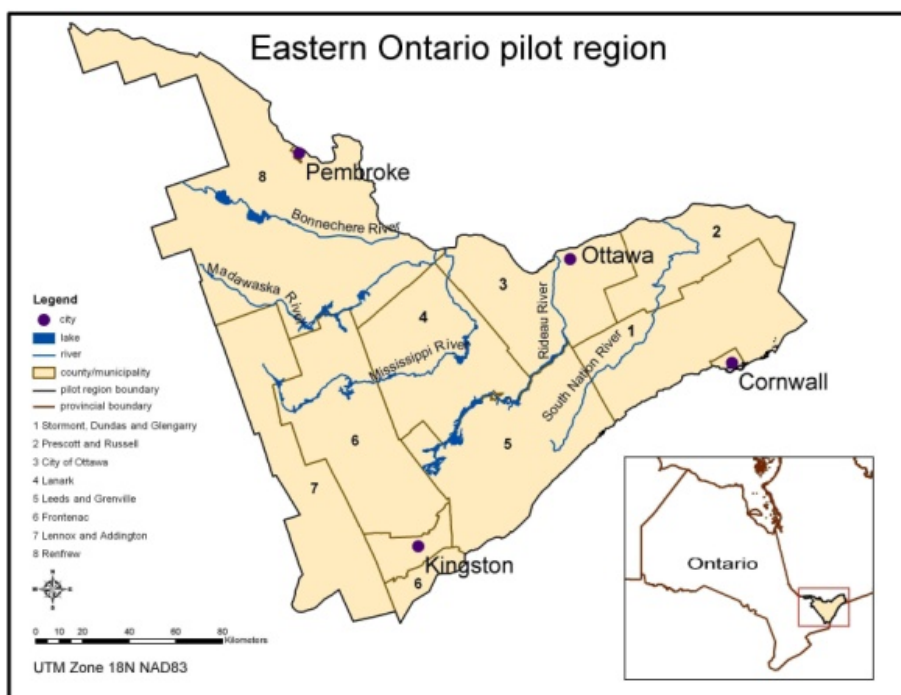 Eastern Ontario pilot region
Pembroke
8
Bonnechere River
2
Ottawa
Madawaska River
3
Rideau River
4
1
Mississippi River
South Nation River
Cornwall
6
5
7
Kingston
6
Legend
city
lake
river
county/municipality
pilot region boundary
provincial boundary
1 Stormont, Dundas and Glengarry
2 Prescott and Russell
3 City of Ottawa
4 Lanark
5 Leeds and Grenville
6 Frontenac
7 Lennox and Addington
8 Renfrew
N
W E
S
0 10 20 40 60 80
Kilometers
UTM Zone 18N NAD83
Ontario